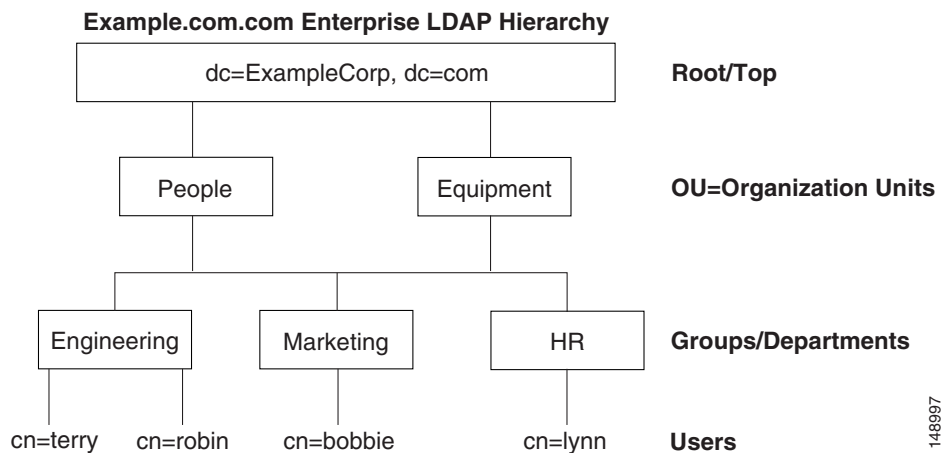 Example.com.com Enterprise LDAP Hierarchy
dc=ExampleCorp, dc=com
Root/Top
People
Equipment
OU=Organization Units
Engineering
Marketing
HR
Groups/Departments
cn=terry
cn=robin
cn=bobbie
cn=lynn
Users
148997